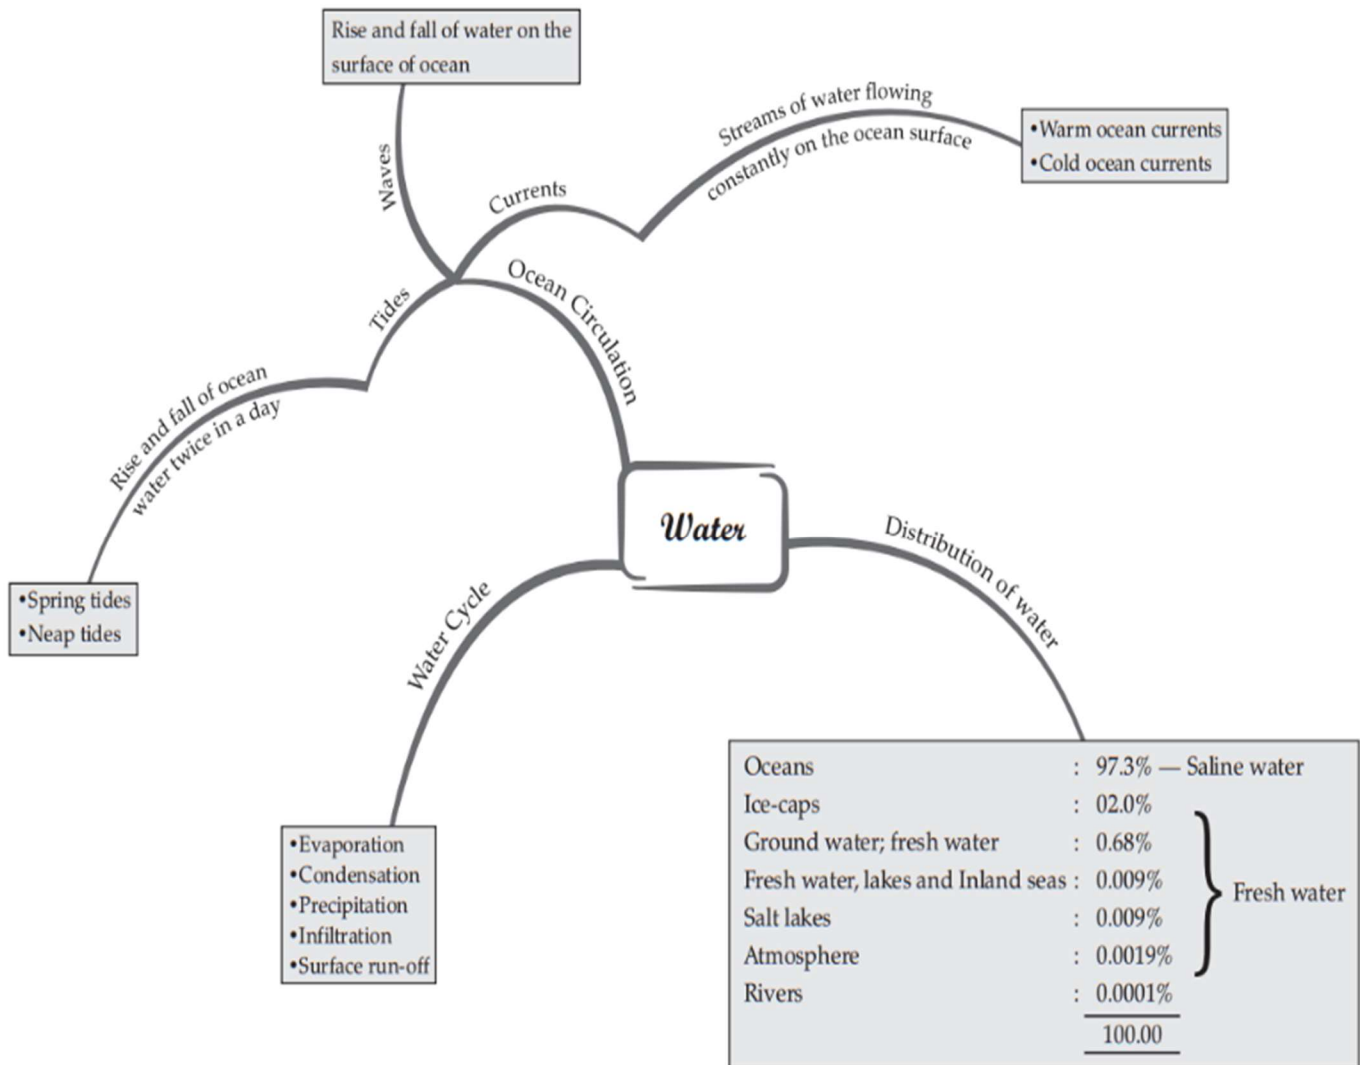 Rise and fall of water on the
surface of ocean
Waves
Currents
Streams of water flowing
constantly on the ocean surface
•Warm ocean currents
•Cold ocean currents
Ocean Circulation
Tides
Rise and fall of ocean
water twice in a day
•Spring tides
•Neap tides
Water
Water Cycle
•Evaporation
•Condensation
•Precipitation
•Infiltration
•Surface run-off
Distribution of water
Oceans : 97.3% — Saline water
Ice-caps : 02.0%
Ground water; fresh water : 0.68%
Fresh water, lakes and Inland seas : 0.009%
Fresh water
Salt lakes : 0.009%
Atmosphere : 0.0019%
Rivers : 0.0001%
100.00